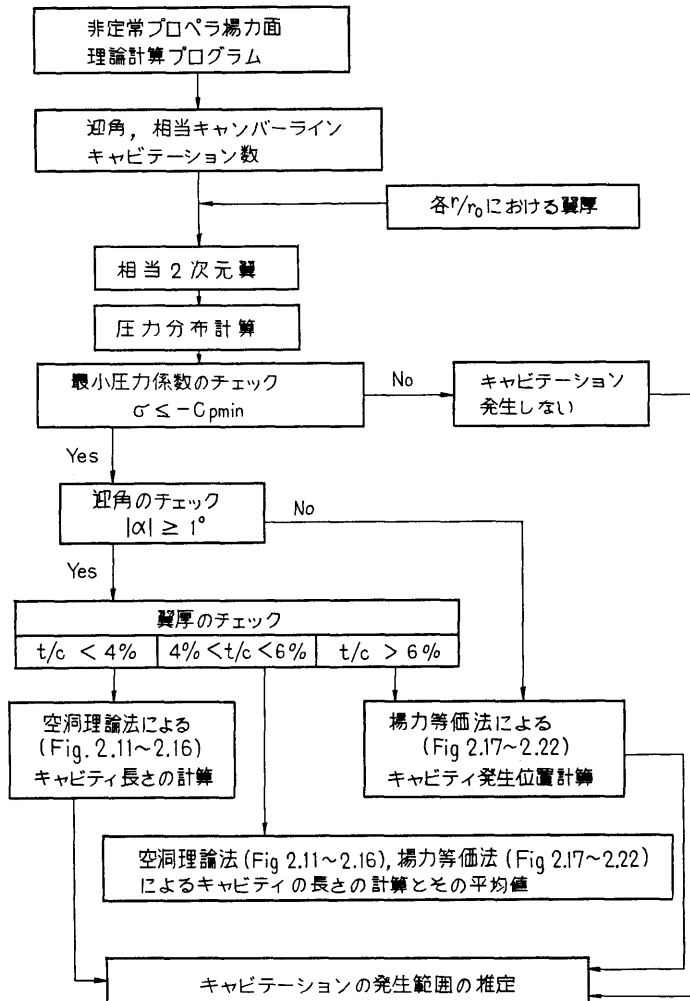 非定常プロペラ揚力面
理論計算プログラム
迎角，相当キャンバーライン
キャビテーション数
各r/r₀における翼厚
相当2次元翼
圧力分布計算
最小圧力係数のチェック
σ ≤ -Cpmin
No
キャビテーション
発生しない
Yes
迎角のチェック
|α| ≥ 1°
No
Yes
翼厚のチェック
t/c < 4%
4% < t/c < 6%
t/c > 6%
空洞理論法による
(Fig. 2.11～2.16)
キャビティ長さの計算
揚力等価法による
(Fig 2.17～2.22)
キャビティ発生位置計算
空洞理論法(Fig 2.11～2.16), 揚力等価法(Fig 2.17～2.22)
によるキャビティの長さの計算とその平均値
キャビテーションの発生範囲の推定